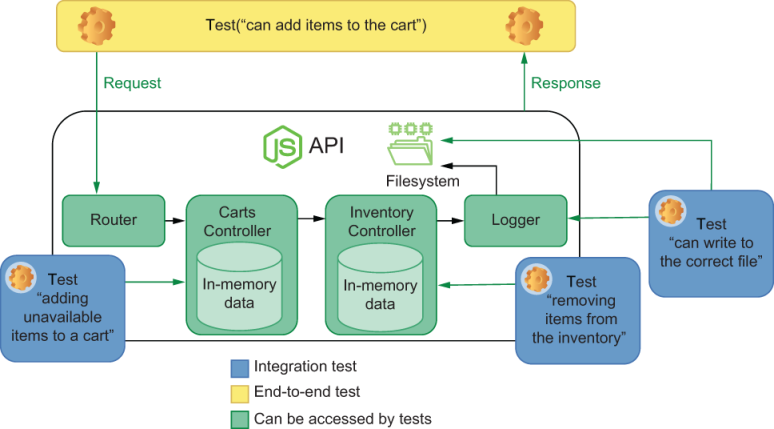 Test(“can add items to the cart”)
Request
Response
JS
API
Filesystem
Router
Carts
Controller
Inventory
Controller
Logger
In-memory
data
In-memory
data
Test
“can write to
the correct file”
Test
“adding
unavailable
items to a cart”
Test
“removing
items from
the inventory”
Integration test
End-to-end test
Can be accessed by tests